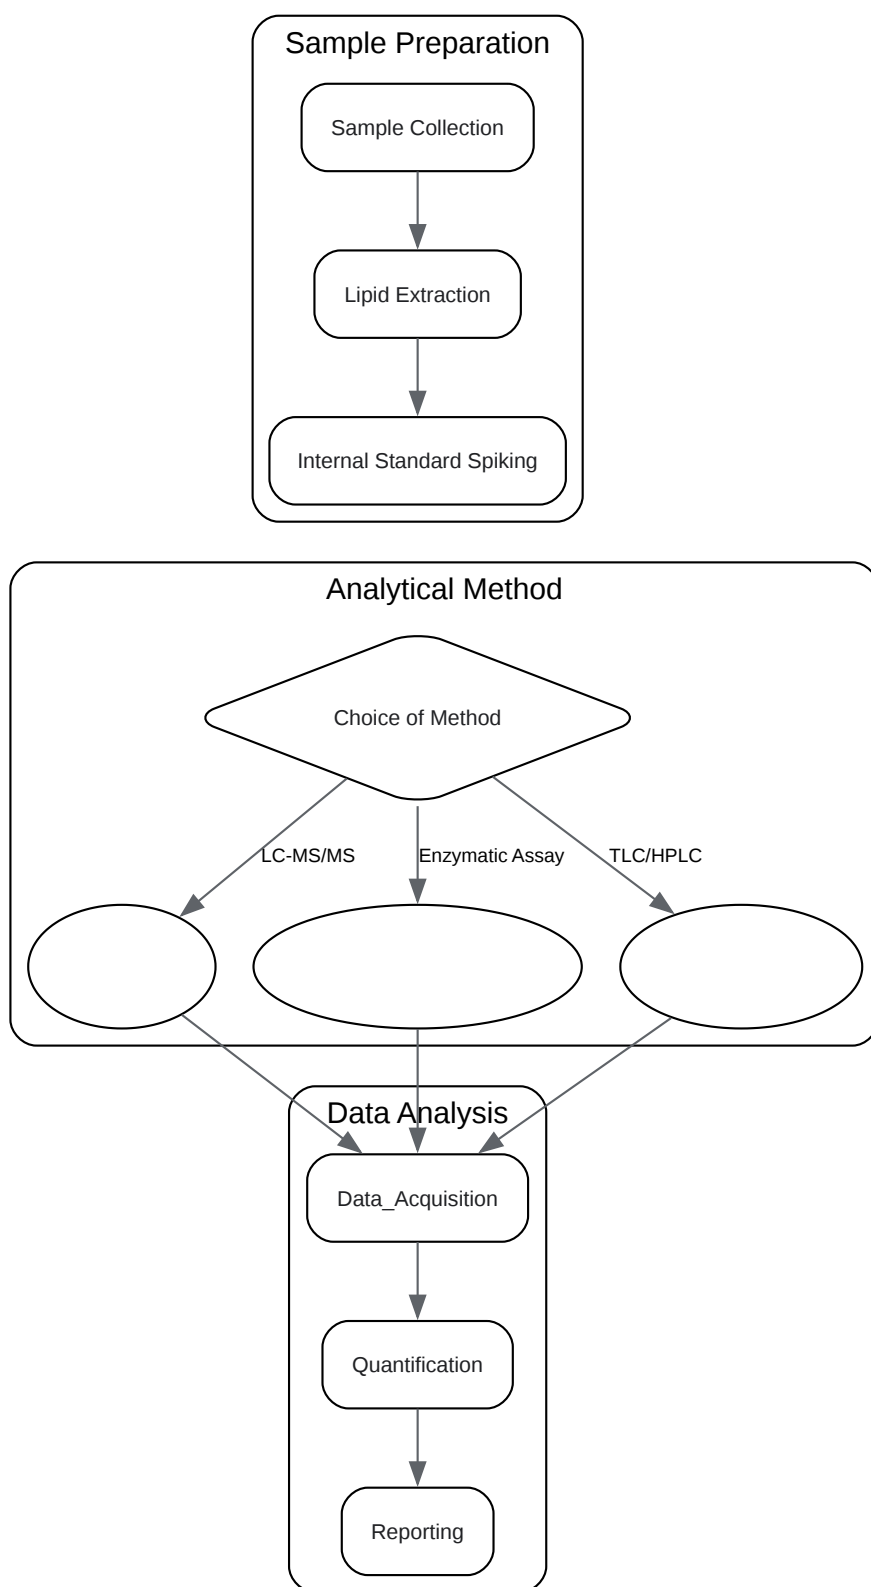 Sample Preparation
Sample Collection
Lipid Extraction
Internal Standard Spiking
Analytical Method
Choice of Method
LC-MS/MS
Enzymatic Assay
TLC/HPLC
Data Analysis
Data_Acquisition
Quantification
Reporting